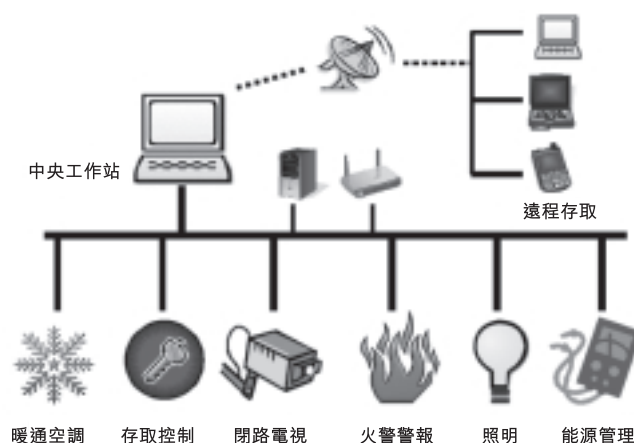 中央工作站
遠程存取
暖通空調
存取控制
閉路電視
火警警報
照明
能源管理